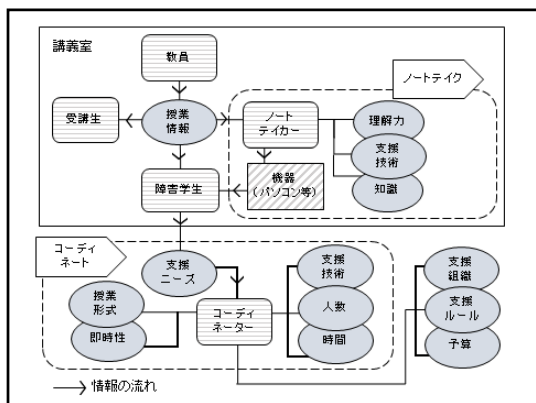 講義室
教員
ノートテイク
受講生
授業
情報
ノート
テイカー
理解力
支援
技術
知識
障害学生
機器
(パソコン等)
コーディ
ネート
支援
ニーズ
授業
形式
即時性
コーディ
ネーター
支援
技術
人数
時間
支援
組織
支援
ルール
予算
情報の流れ